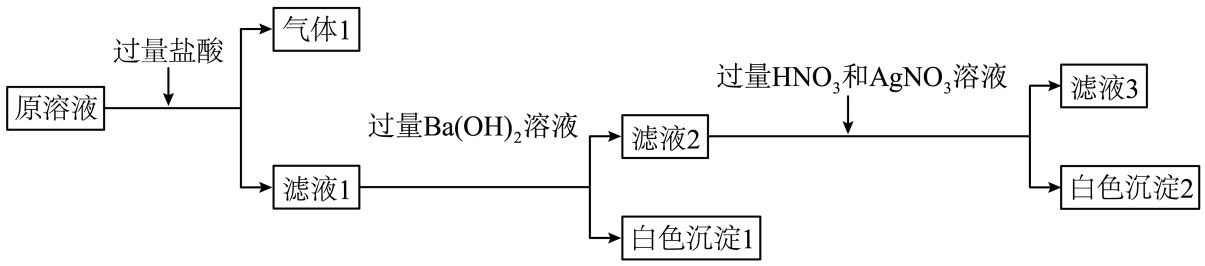 气体1
过量盐酸
原溶液
滤液1
过量Ba(OH)₂溶液
滤液2
白色沉淀1
过量HNO₃和AgNO₃溶液
滤液3
白色沉淀2